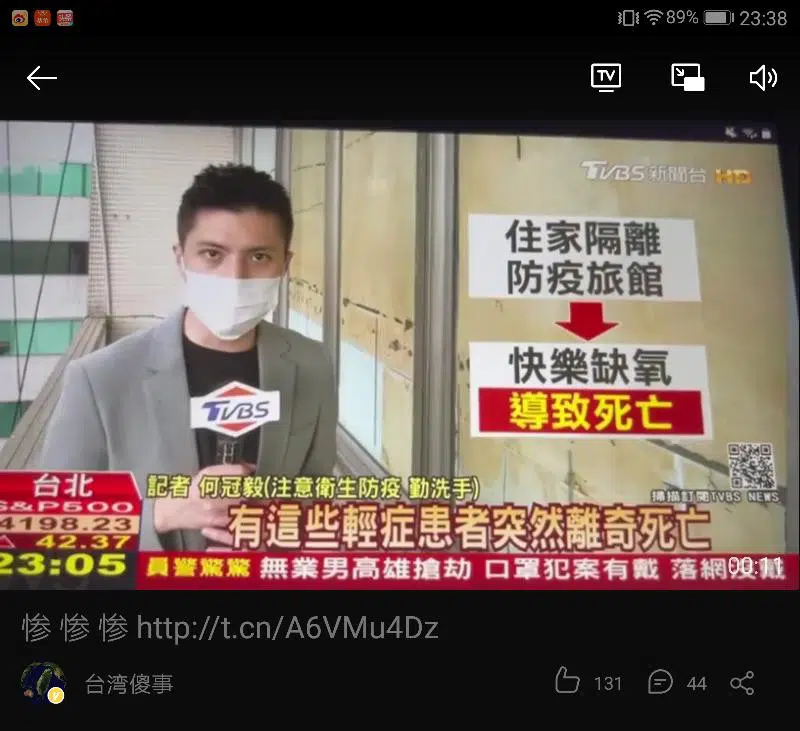 89% 23:38
TV
TVBS新聞台 HD
住家隔離
防疫旅館
快樂缺氧
導致死亡
TVBS
台北
記者 何冠毅(注意衛生防疫 勤洗手)
掃描訂閱TVBS NEWS
S&P500
4198.23
△ 42.37
有這些輕症患者突然離奇死亡
23:05
員警驚驚 無業男高雄搶劫 口罩犯案有戴 落網沒戴
00:11
惨 惨 惨 http://t.cn/A6VMu4Dz
台湾傻事
131
44